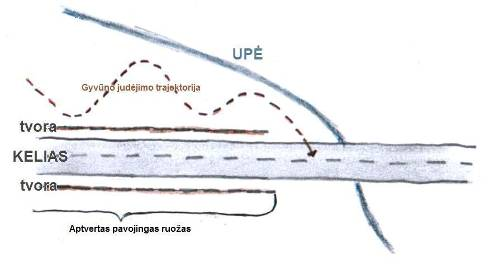 UPĖ
Gyvūno judėjimo trajektorija
tvora
KELIAS
tvora
Aptvertas pavojingas ruožas